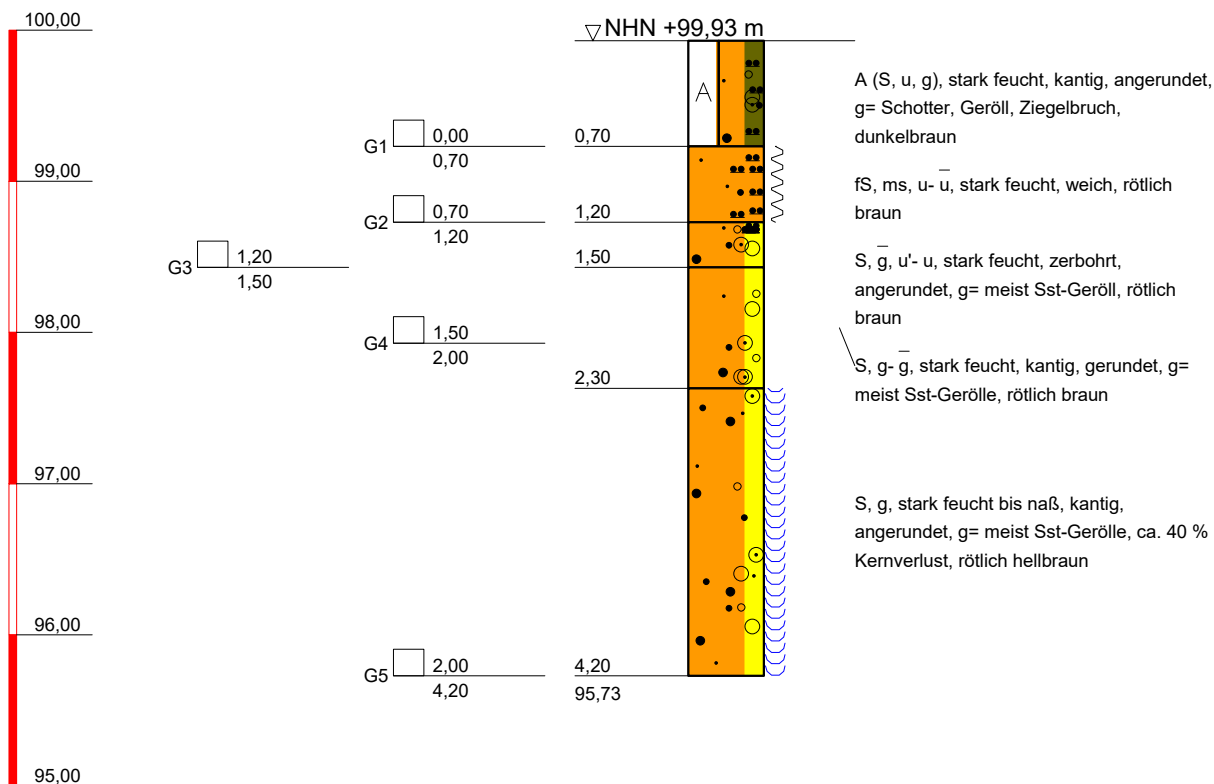 100,00
NHN +99,93 m
A
A (S, u, g), stark feucht, kantig, angerundet,
g= Schotter, Geröll, Ziegelbruch,
dunkelbraun
G1 0,00
0,70
0,70
99,00
fS, ms, u- u̅, stark feucht, weich, rötlich
braun
G2 0,70
1,20
1,20
G3 1,20
1,50
1,50
S, g̅, u'- u, stark feucht, zerbohrt,
angerundet, g= meist Sst-Geröll, rötlich
braun
98,00
G4 1,50
2,00
S, g- g̅, stark feucht, kantig, gerundet, g=
meist Sst-Gerölle, rötlich braun
2,30
97,00
S, g, stark feucht bis naß, kantig,
angerundet, g= meist Sst-Gerölle, ca. 40 %
Kernverlust, rötlich hellbraun
96,00
G5 2,00
4,20
4,20
95,73
95,00